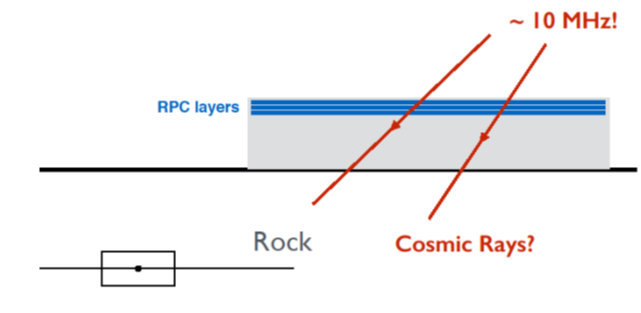 ~ 10 MHz!
RPC layers
Rock
Cosmic Rays?